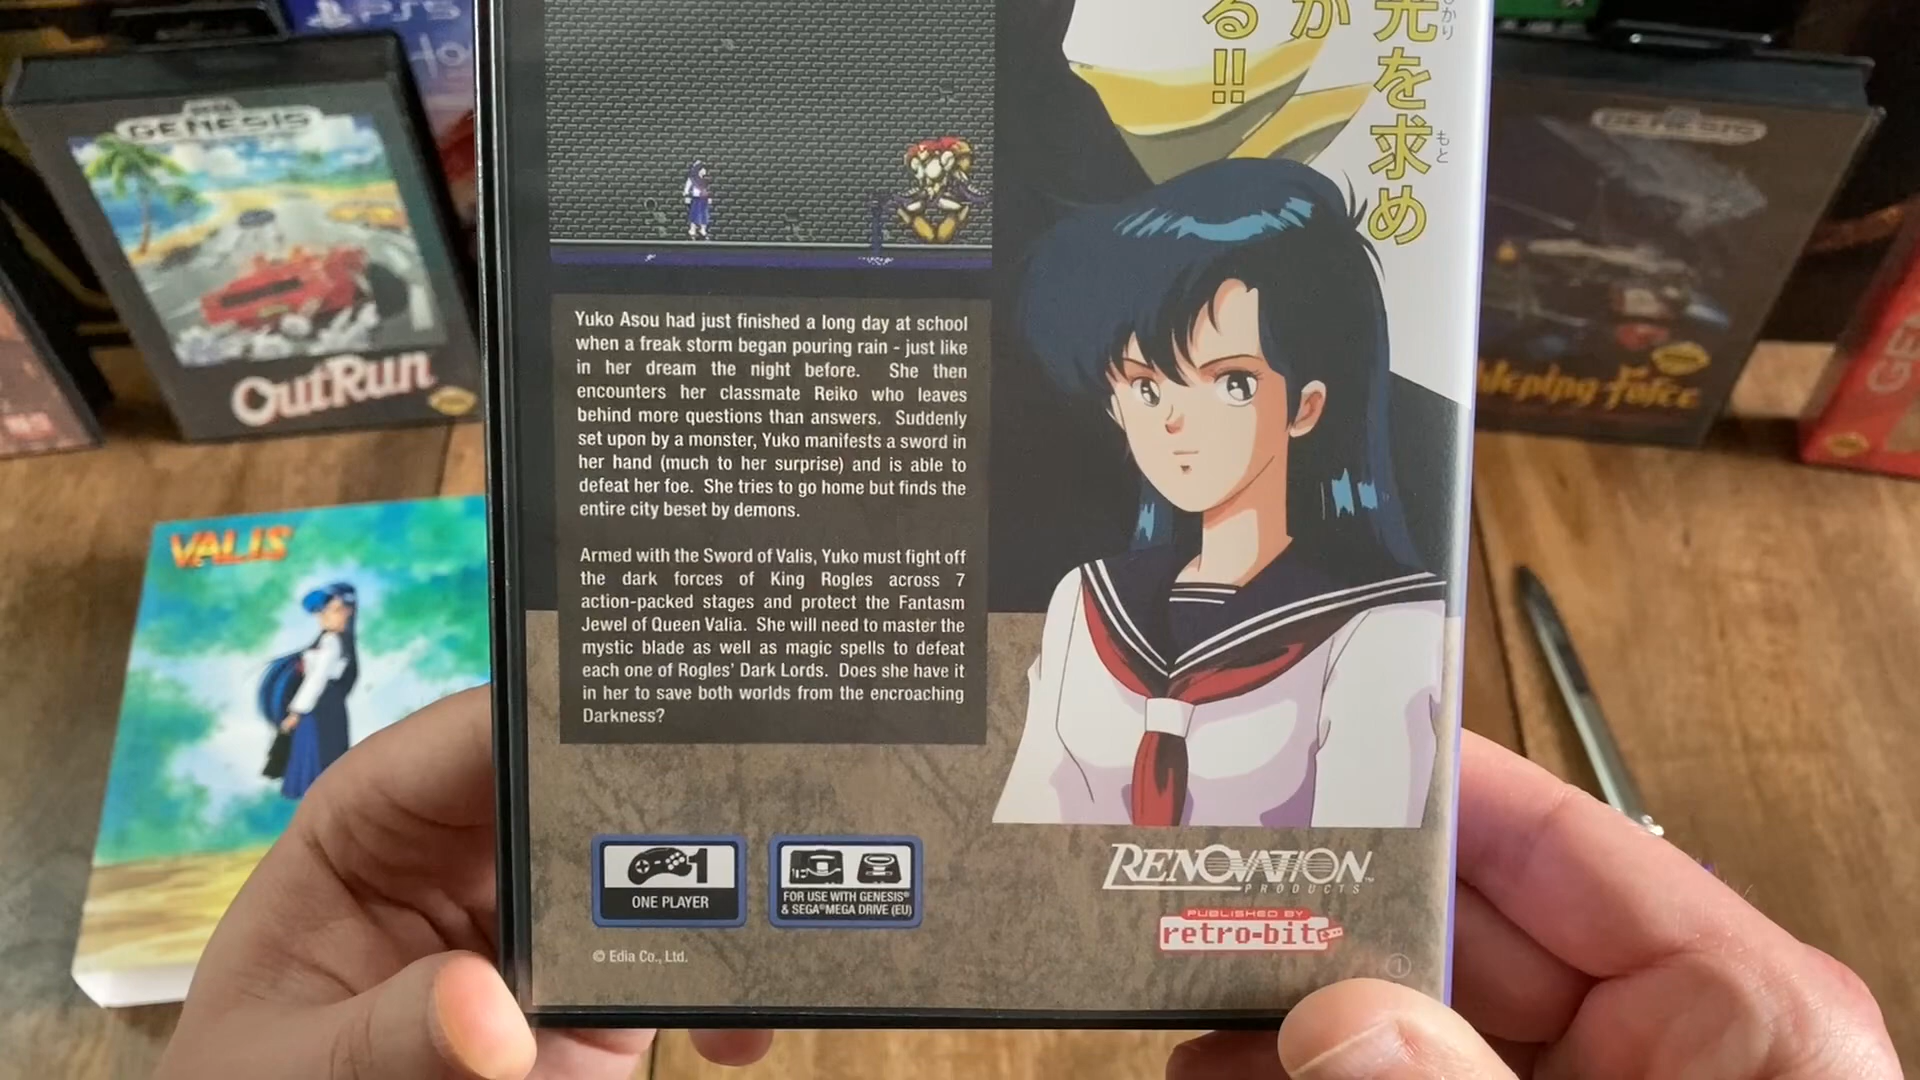 PS5
GENESIS
OutRun
VALIS
る!!
か
光を求め
ひかり
もと
Yuko Asou had just finished a long day at school
when a freak storm began pouring rain - just like
in her dream the night before. She then
encounters her classmate Reiko who leaves
behind more questions than answers. Suddenly
set upon by a monster, Yuko manifests a sword in
her hand (much to her surprise) and is able to
defeat her foe. She tries to go home but finds the
entire city beset by demons.
Armed with the Sword of Valis, Yuko must fight off
the dark forces of King Rogles across 7
action-packed stages and protect the Fantasm
Jewel of Queen Valia. She will need to master the
mystic blade as well as magic spells to defeat
each one of Rogles' Dark Lords. Does she have it
in her to save both worlds from the encroaching
Darkness?
1
ONE PLAYER
FOR USE WITH GENESIS®
& SEGA® MEGA DRIVE (EU)
© Edia Co., Ltd.
RENOVATION
PRODUCTS
PUBLISHED BY
retro-bit
1
GENESIS
Force